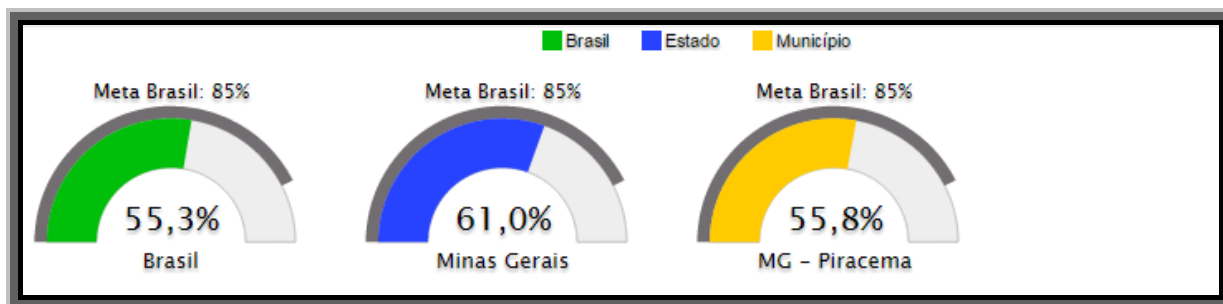 Brasil Estado Município
Meta Brasil: 85% Meta Brasil: 85% Meta Brasil: 85%
55,3% 61,0% 55,8%
Brasil Minas Gerais MG - Piracema